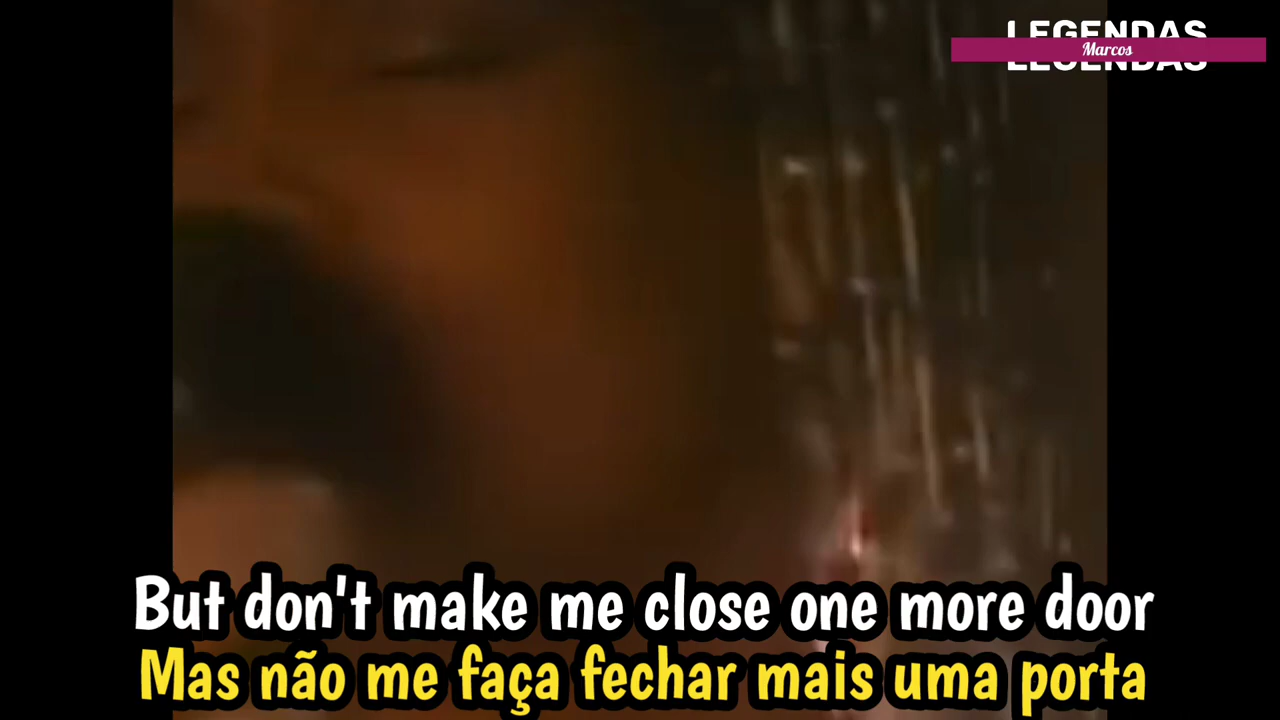 LEGENDAS
Marcos
LEGENDAS
But don't make me close one more door
Mas não me faça fechar mais uma porta